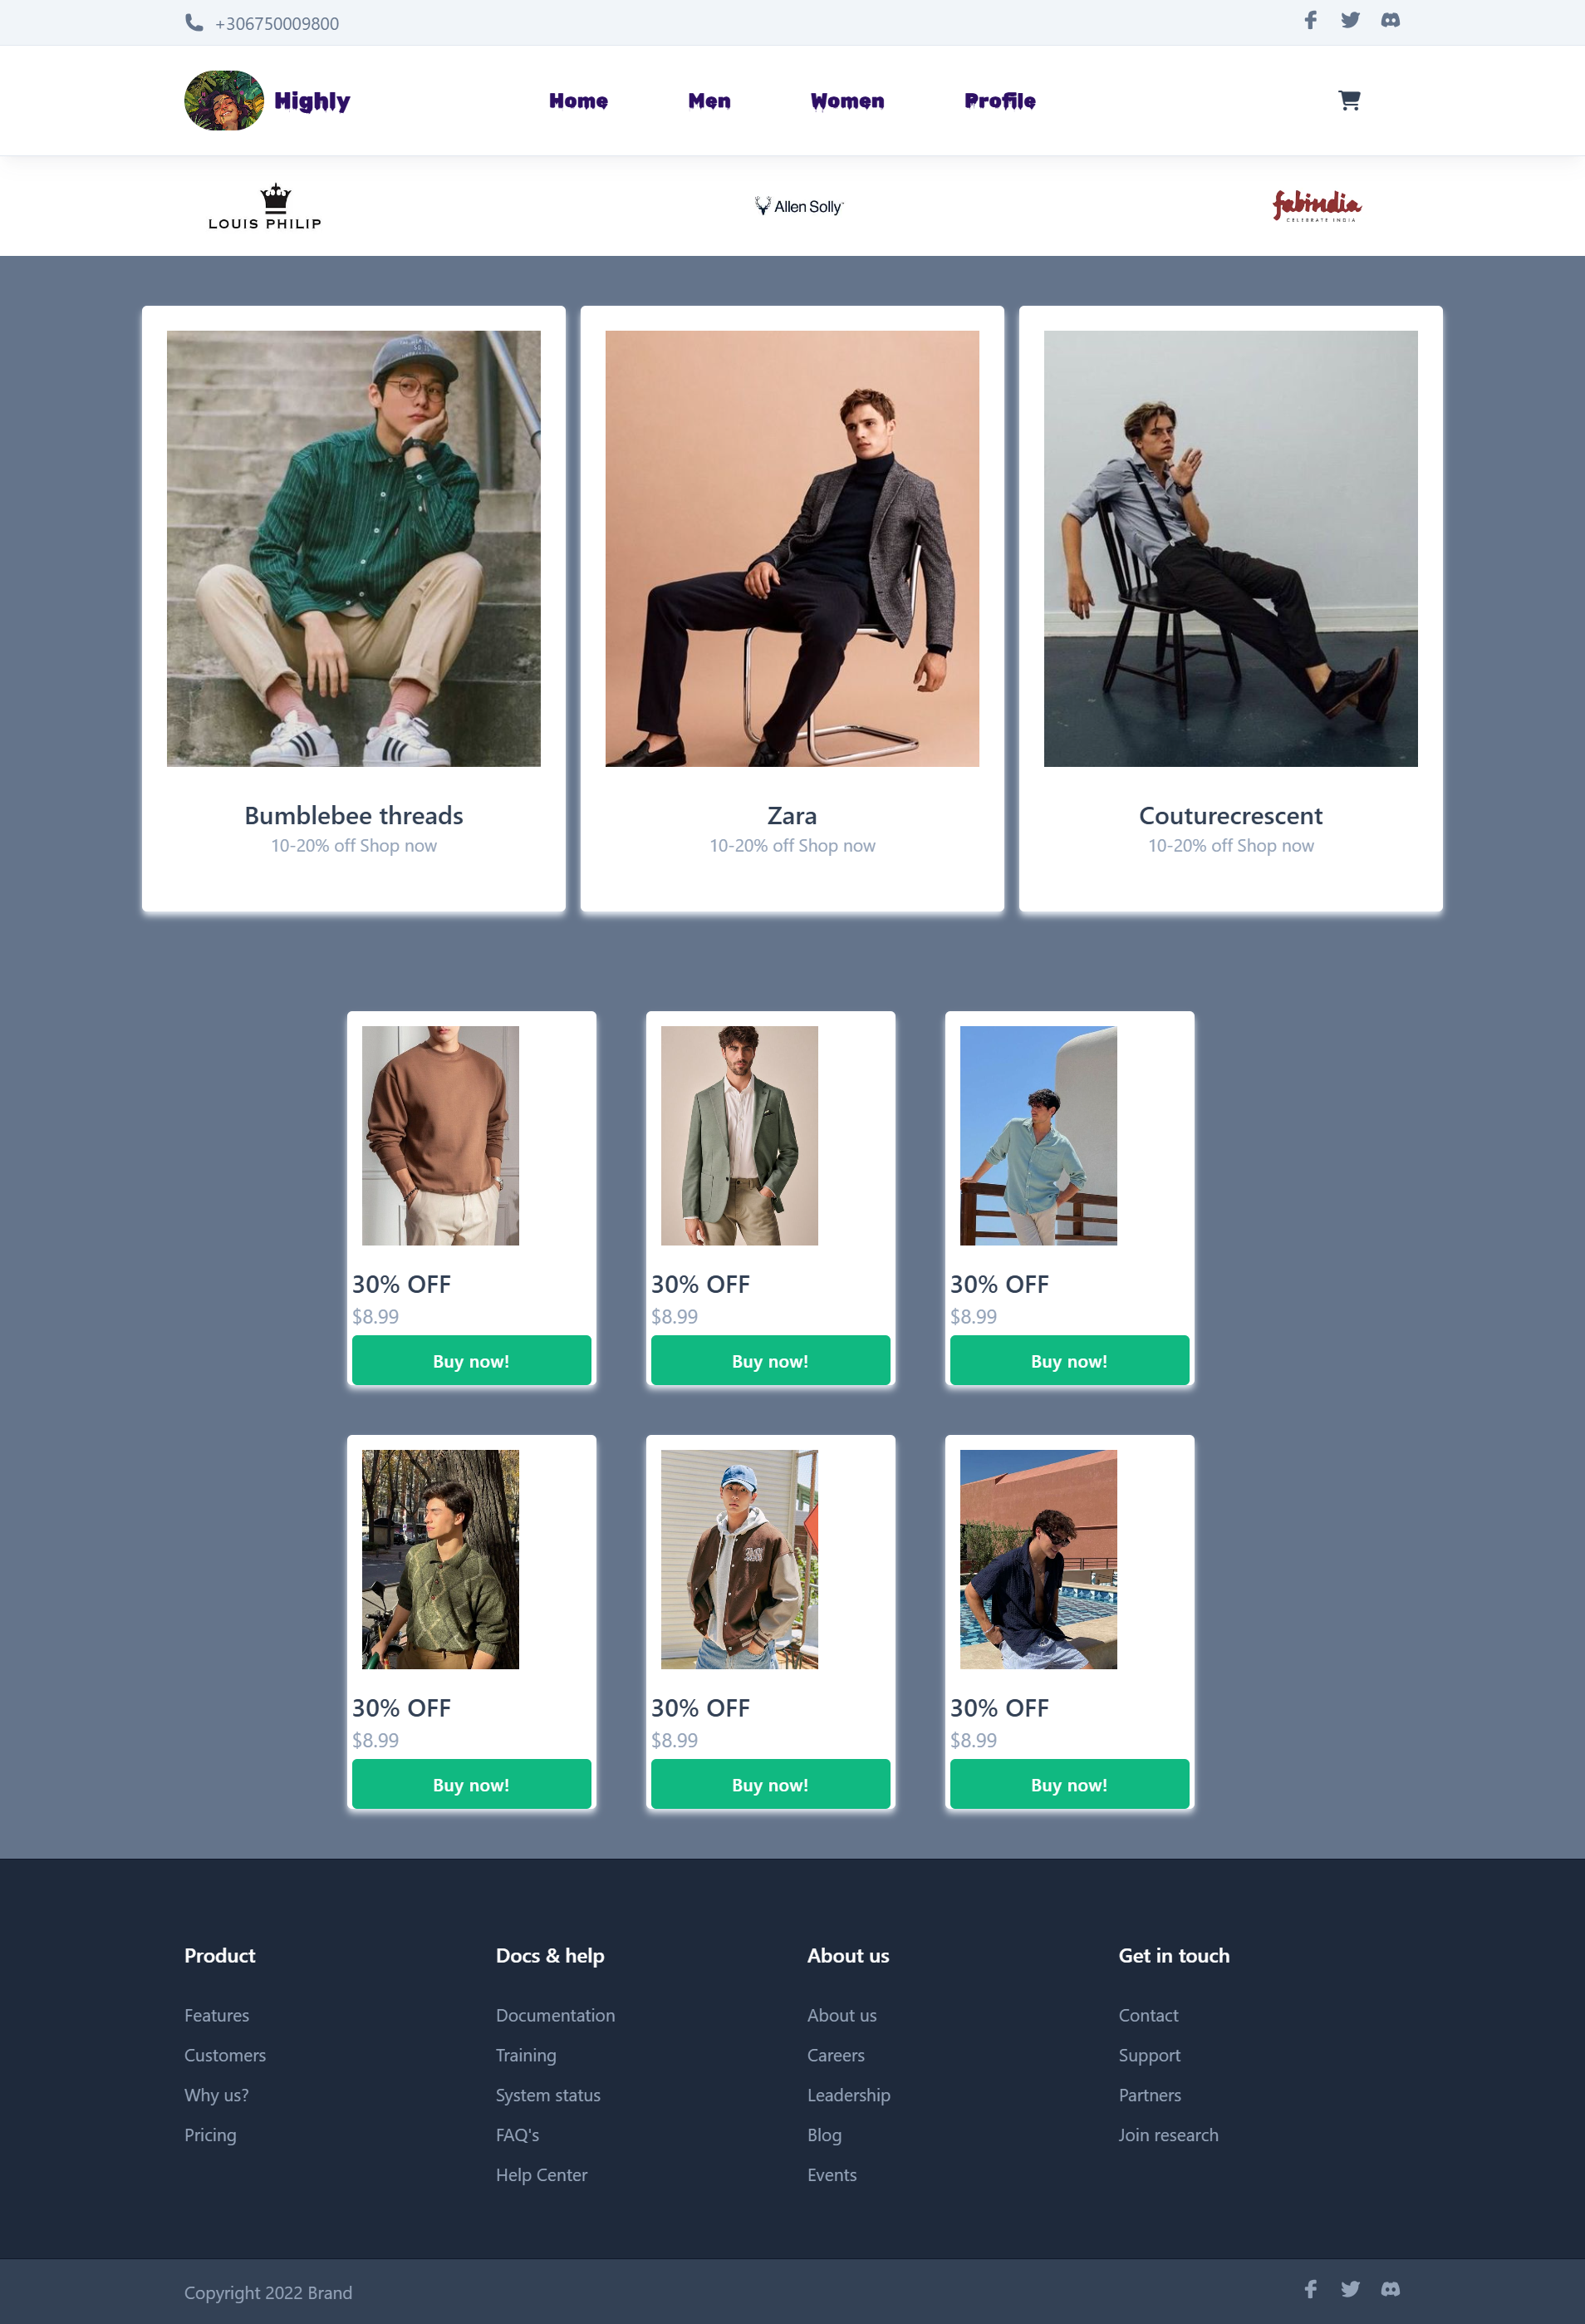 +306750009800
Highly
Home
Men
Women
Profile
LOUIS PHILIP
Allen Solly
fabindia
CELEBRATE INDIA
Bumblebee threads
10-20% off Shop now
Zara
10-20% off Shop now
Couturecrescent
10-20% off Shop now
30% OFF
$8.99
Buy now!
30% OFF
$8.99
Buy now!
30% OFF
$8.99
Buy now!
30% OFF
$8.99
Buy now!
30% OFF
$8.99
Buy now!
30% OFF
$8.99
Buy now!
Product
Features
Customers
Why us?
Pricing
Docs & help
Documentation
Training
System status
FAQ's
Help Center
About us
About us
Careers
Leadership
Blog
Events
Get in touch
Contact
Support
Partners
Join research
Copyright 2022 Brand